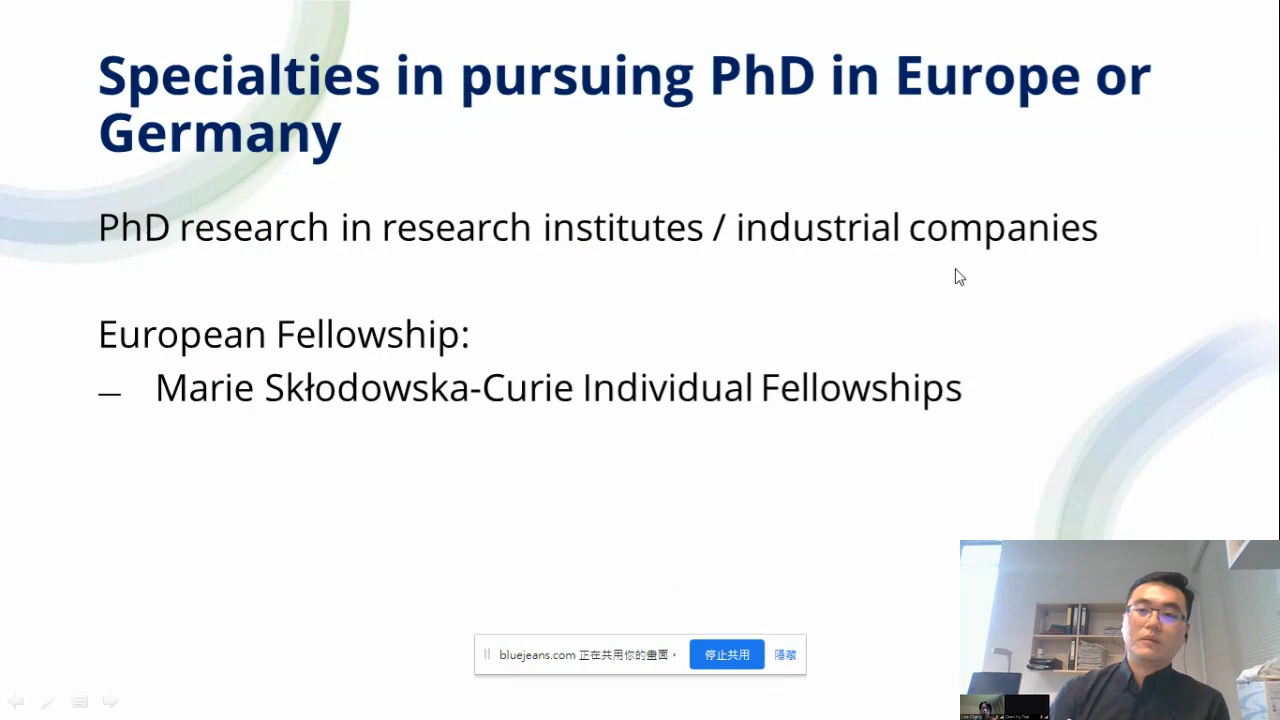 Specialties in pursuing PhD in Europe or
Germany
PhD research in research institutes / industrial companies
European Fellowship:
— Marie Skłodowska-Curie Individual Fellowships
bluejeans.com 正在共用你的畫面。
停止共用
隱藏